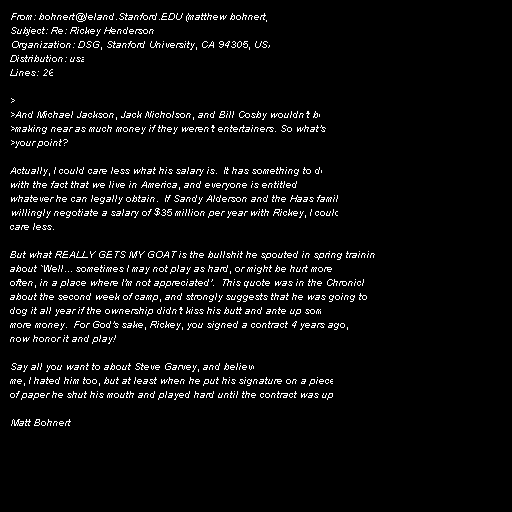 From: bohnert@leland.Stanford.EDU (matthew bohnert,
Subject: Re: Rickey Henderson
Organization: DSG, Stanford University, CA 94305, US
Distribution: usa
Lines: 26

>
>And Michael Jackson, Jack Nicholson, and Bill Cosby wouldn't b
>making near as much money if they weren't entertainers. So what's
>your point?

Actually, I could care less what his salary is. It has something to d
with the fact that we live in America, and everyone is entitled
whatever he can legally obtain. If Sandy Alderson and the Haas famil
willingly negotiate a salary of $35 million per year with Rickey, I coul
care less.

But what REALLY GETS MY GOAT is the bullshit he spouted in spring trainin
about 'Well... sometimes I may not play as hard, or might be hurt more
often, in a place where I'm not appreciated'. This quote was in the Chronicl
about the second week of camp, and strongly suggests that he was going to
dog it all year if the ownership didn't kiss his butt and ante up som
more money. For God's sake, Rickey, you signed a contract 4 years ago,
now honor it and play!

Say all you want to about Steve Garvey, and believ
me, I hated him too, but at least when he put his signature on a piece
of paper he shut his mouth and played hard until the contract was up

Matt Bohnert